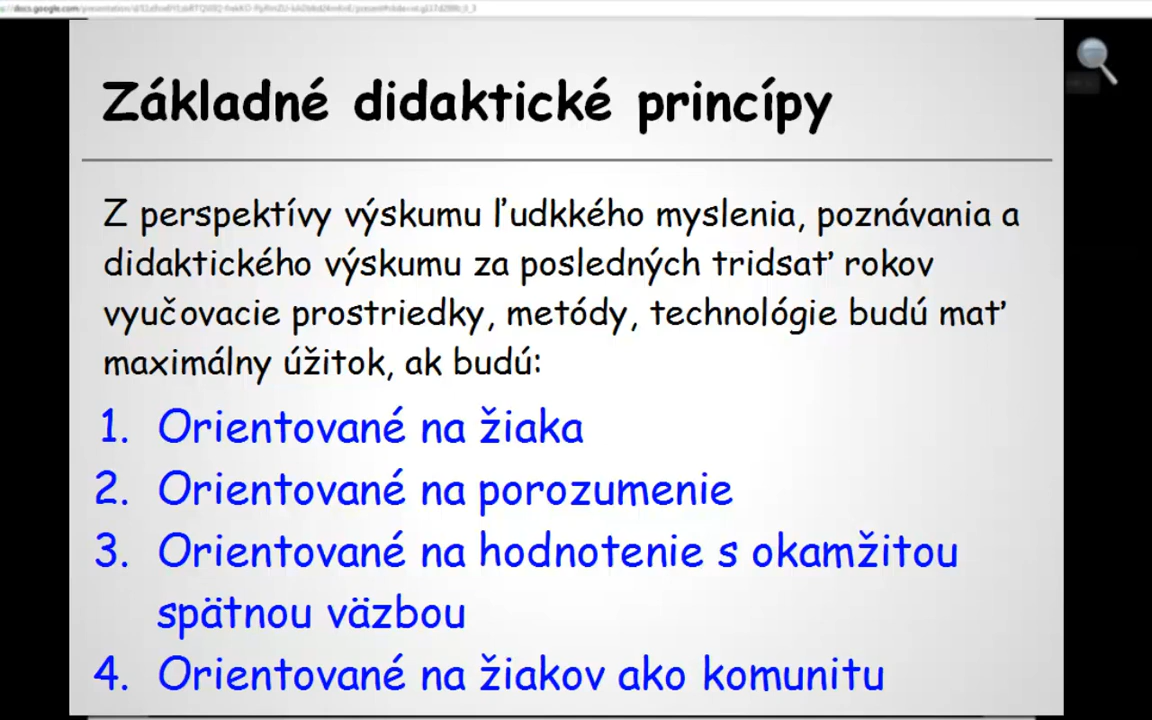 Základné didaktické princípy
Z perspektívy výskumu ľudkkého myslenia, poznávania a
didaktického výskumu za posledných tridsať rokov
vyučovacie prostriedky, metódy, technológie budú mať
maximálny úžitok, ak budú:
1. Orientované na žiaka
2. Orientované na porozumenie
3. Orientované na hodnotenie s okamžitou
spätnou väzbou
4. Orientované na žiakov ako komunitu